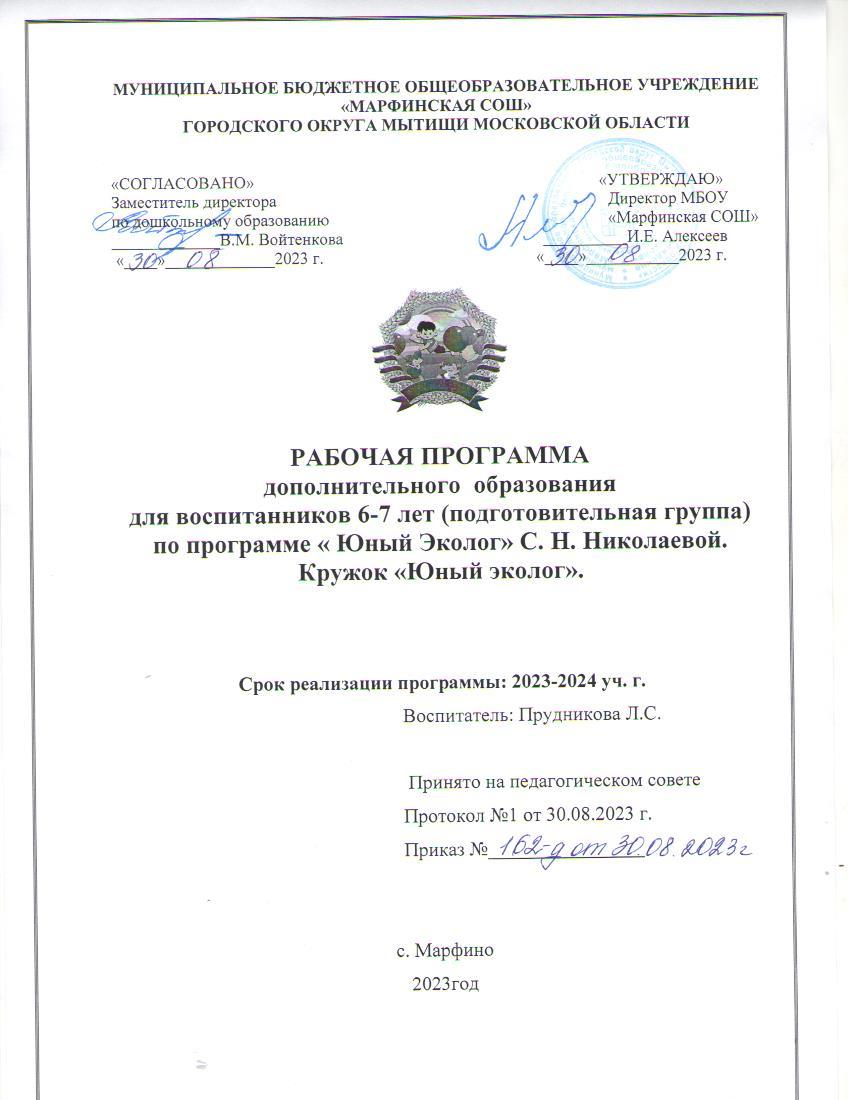 МУНИЦИПАЛЬНОЕ БЮДЖЕТНОЕ ОБЩЕОБРАЗОВАТЕЛЬНОЕ УЧРЕЖДЕНИЕ
«МАРФИНСКАЯ СОШ»
ГОРОДСКОГО ОКРУГА МЫТИЩИ МОСКОВСКОЙ ОБЛАСТИ
«СОГЛАСОВАНО»
Заместитель директора
по дошкольному образованию
____________В.М. Войтенкова
«30» 08 2023 г.
«УТВЕРЖДАЮ»
Директор МБОУ
«Марфинская СОШ»
__________И.Е. Алексеев
«30» 08 2023 г.
РАБОЧАЯ ПРОГРАММА
дополнительного образования
для воспитанников 6-7 лет (подготовительная группа)
по программе « Юный Эколог» С. Н. Николаевой.
Кружок «Юный эколог».
Срок реализации программы: 2023-2024 уч. г.
Воспитатель: Прудникова Л.С.
Принято на педагогическом совете
Протокол №1 от 30.08.2023 г.
Приказ № 162-д от 30.08.2023г
с. Марфино
2023год